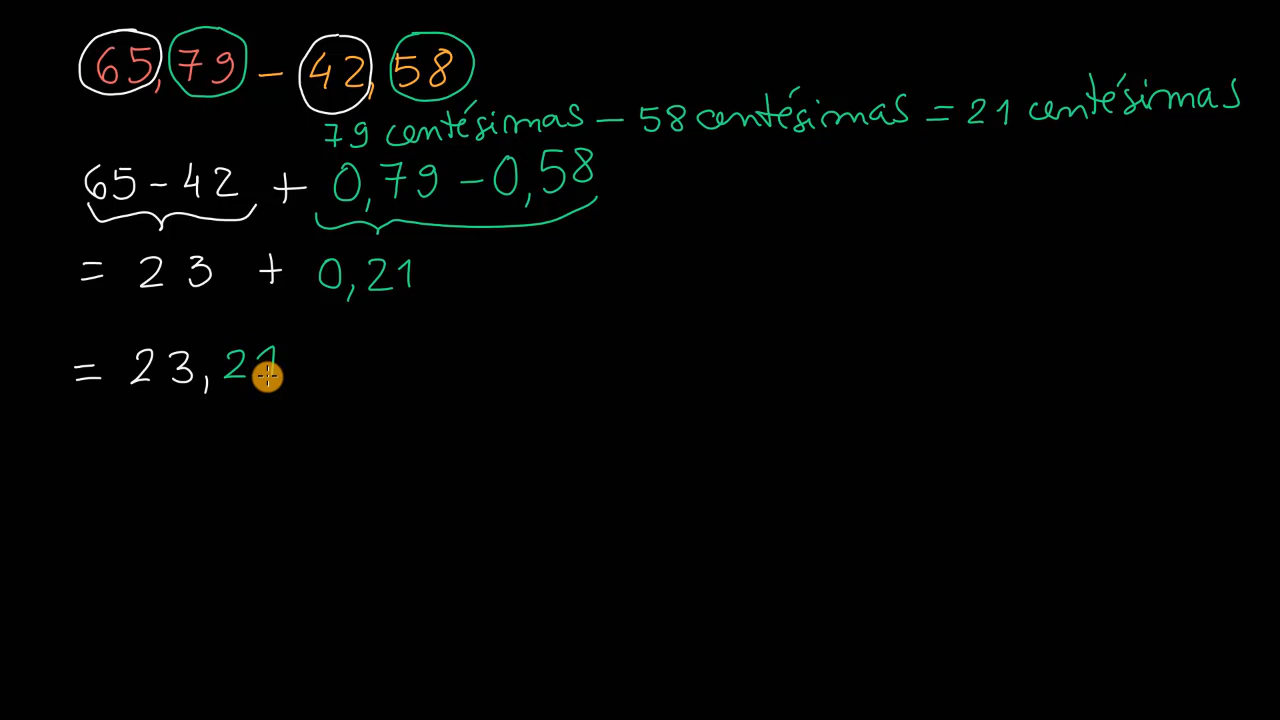 65,79 - 42,58
79 centésimas - 58 centésimas = 21 centésimas
65 - 42 + 0,79 - 0,58
= 23 + 0,21
= 23,21